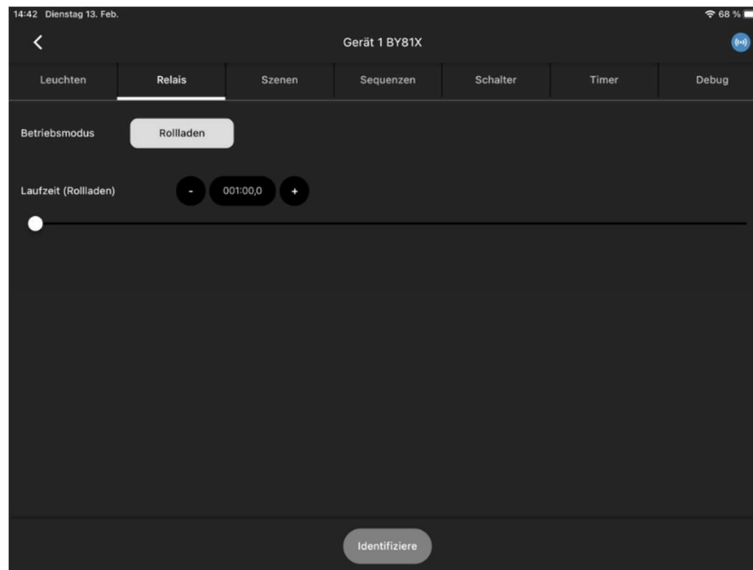 14:42 Dienstag 13. Feb. 68 %
Gerät 1 BY81X
Leuchten Relais Szenen Sequenzen Schalter Timer Debug
Betriebsmodus Rollladen
Laufzeit (Rollladen) - 001:00,0 +
Identifiziere